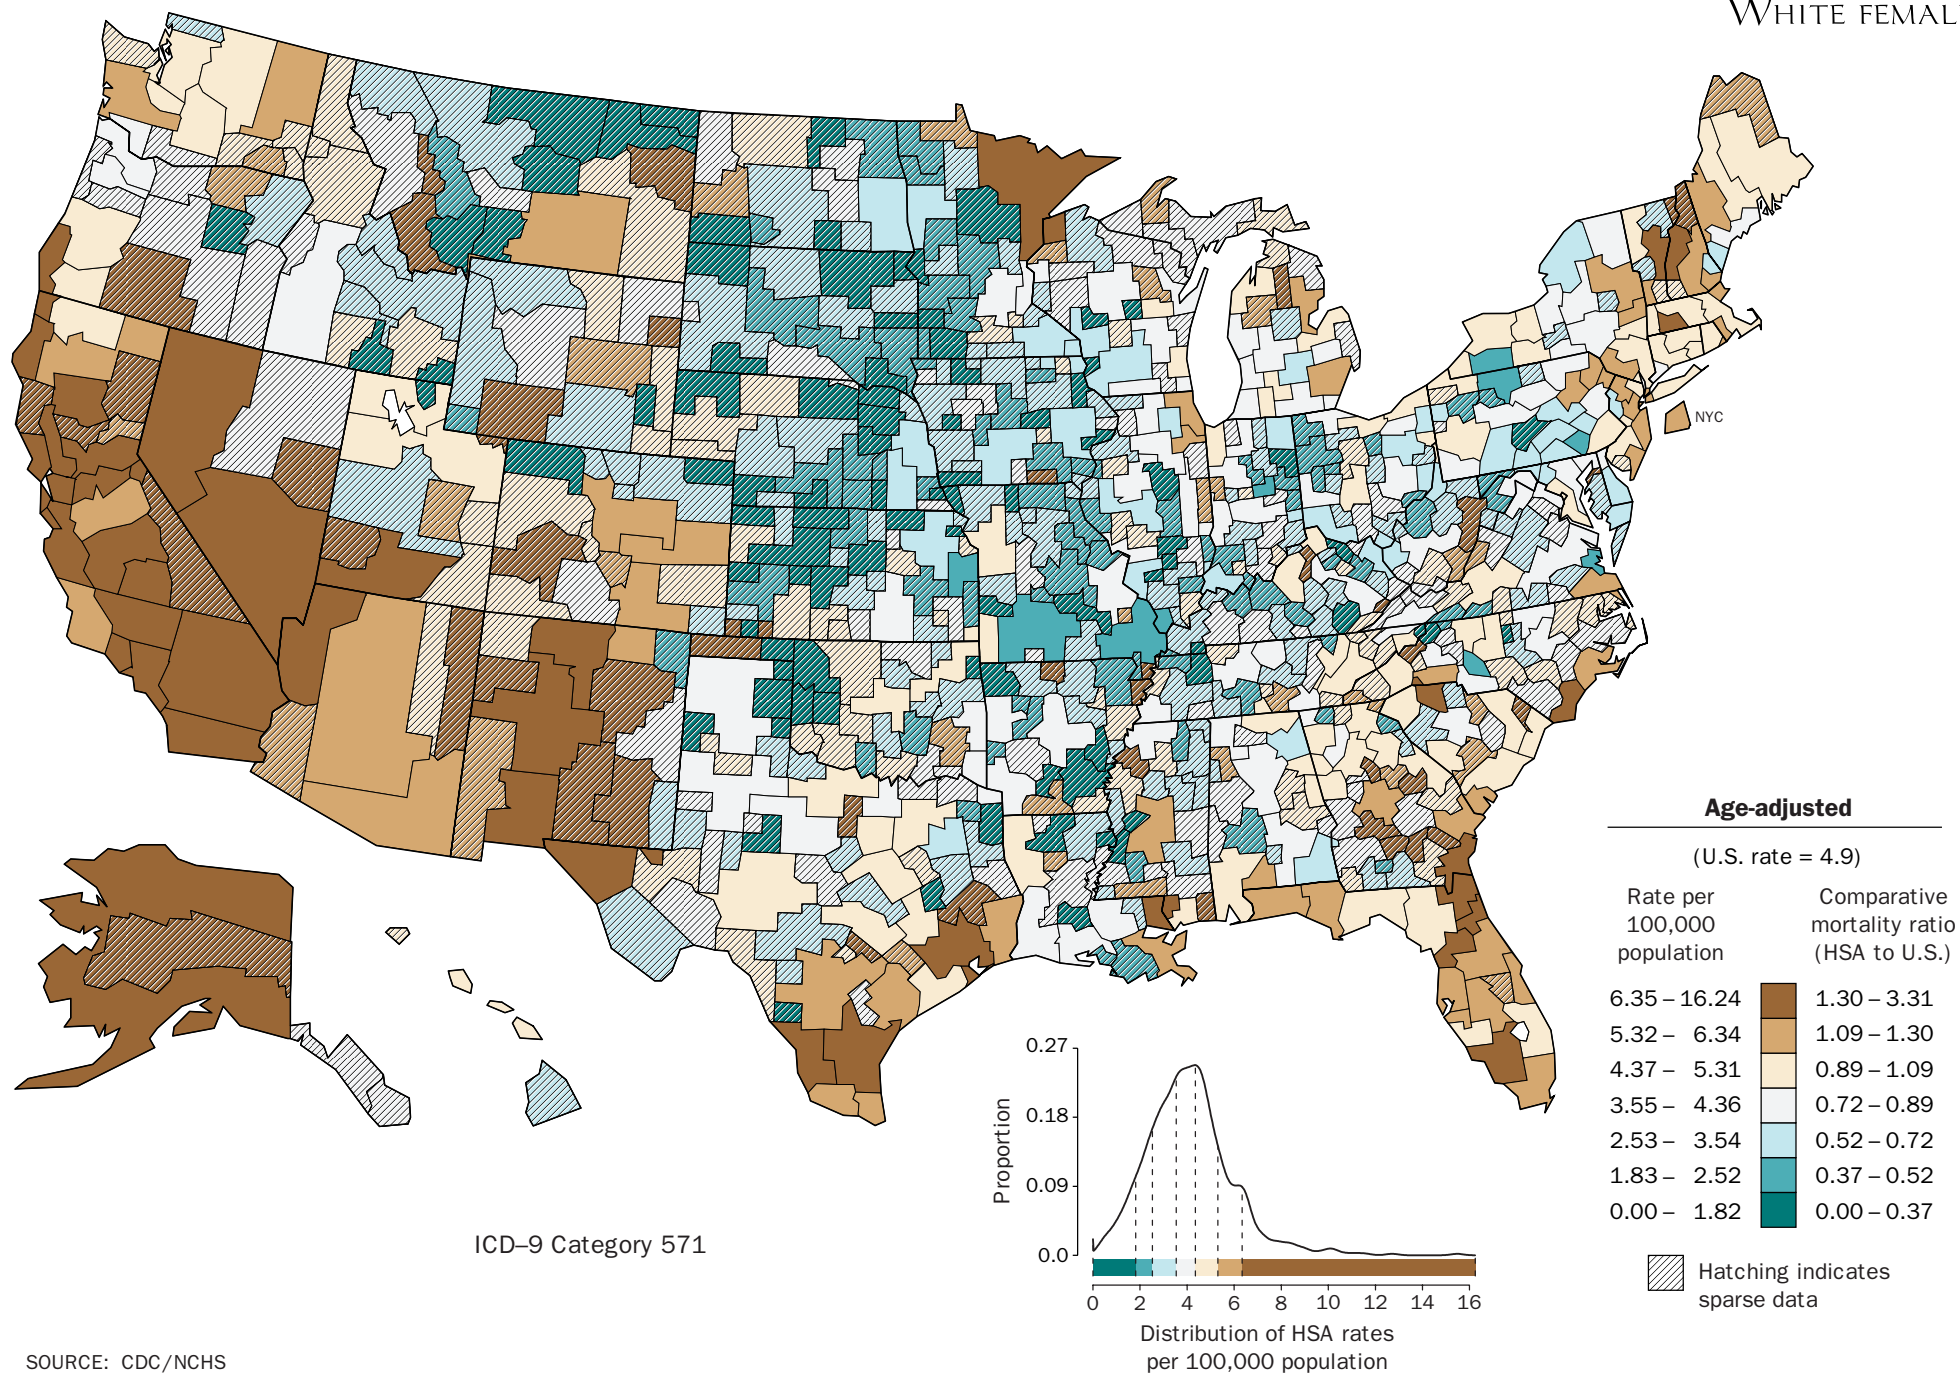 WHITE FEMAL
NYC
Age-adjusted
(U.S. rate = 4.9)
Rate per
100,000
population
Comparative
mortality ratio
(HSA to U.S.)
6.35 – 16.24 1.30 – 3.31
5.32 – 6.34 1.09 – 1.30
4.37 – 5.31 0.89 – 1.09
3.55 – 4.36 0.72 – 0.89
2.53 – 3.54 0.52 – 0.72
1.83 – 2.52 0.37 – 0.52
0.00 – 1.82 0.00 – 0.37
Hatching indicates
sparse data
Proportion
0.27
0.18
0.09
0.0
0 2 4 6 8 10 12 14 16
Distribution of HSA rates
per 100,000 population
ICD–9 Category 571
SOURCE: CDC/NCHS